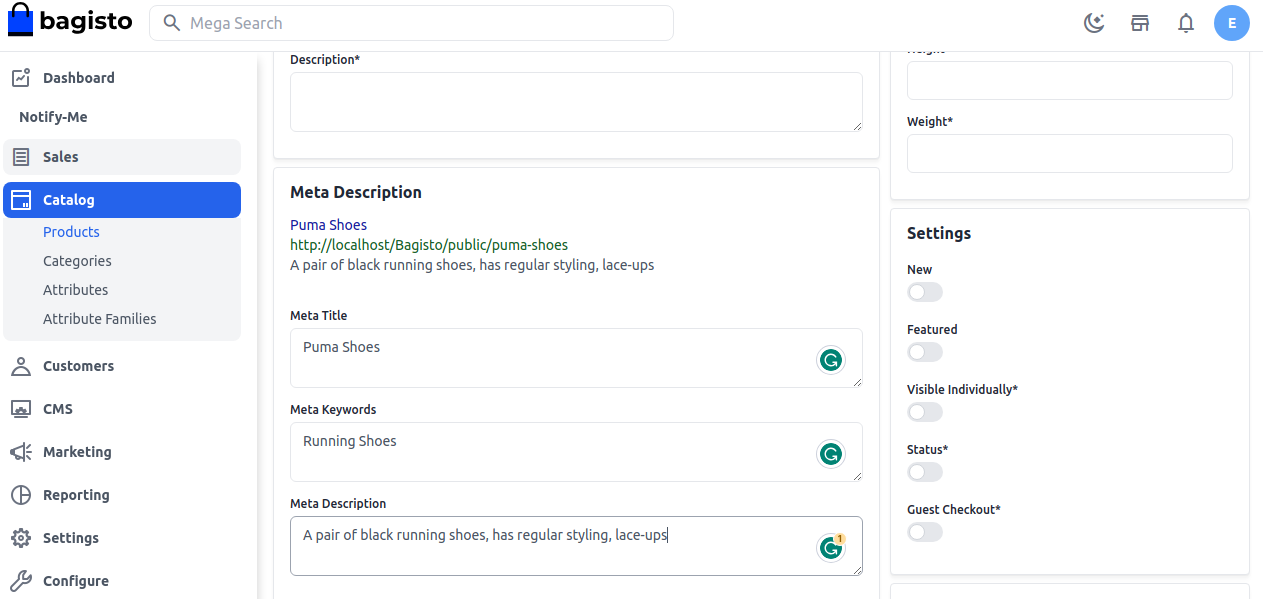 bagisto
Mega Search
E
Dashboard
Notify-Me
Sales
Catalog
Products
Categories
Attributes
Attribute Families
Customers
CMS
Marketing
Reporting
Settings
Configure
Description*
Meta Description
Puma Shoes
http://localhost/Bagisto/public/puma-shoes
A pair of black running shoes, has regular styling, lace-ups
Meta Title
Puma Shoes
Meta Keywords
Running Shoes
Meta Description
A pair of black running shoes, has regular styling, lace-ups
1
Weight*
Settings
New
Featured
Visible Individually*
Status*
Guest Checkout*